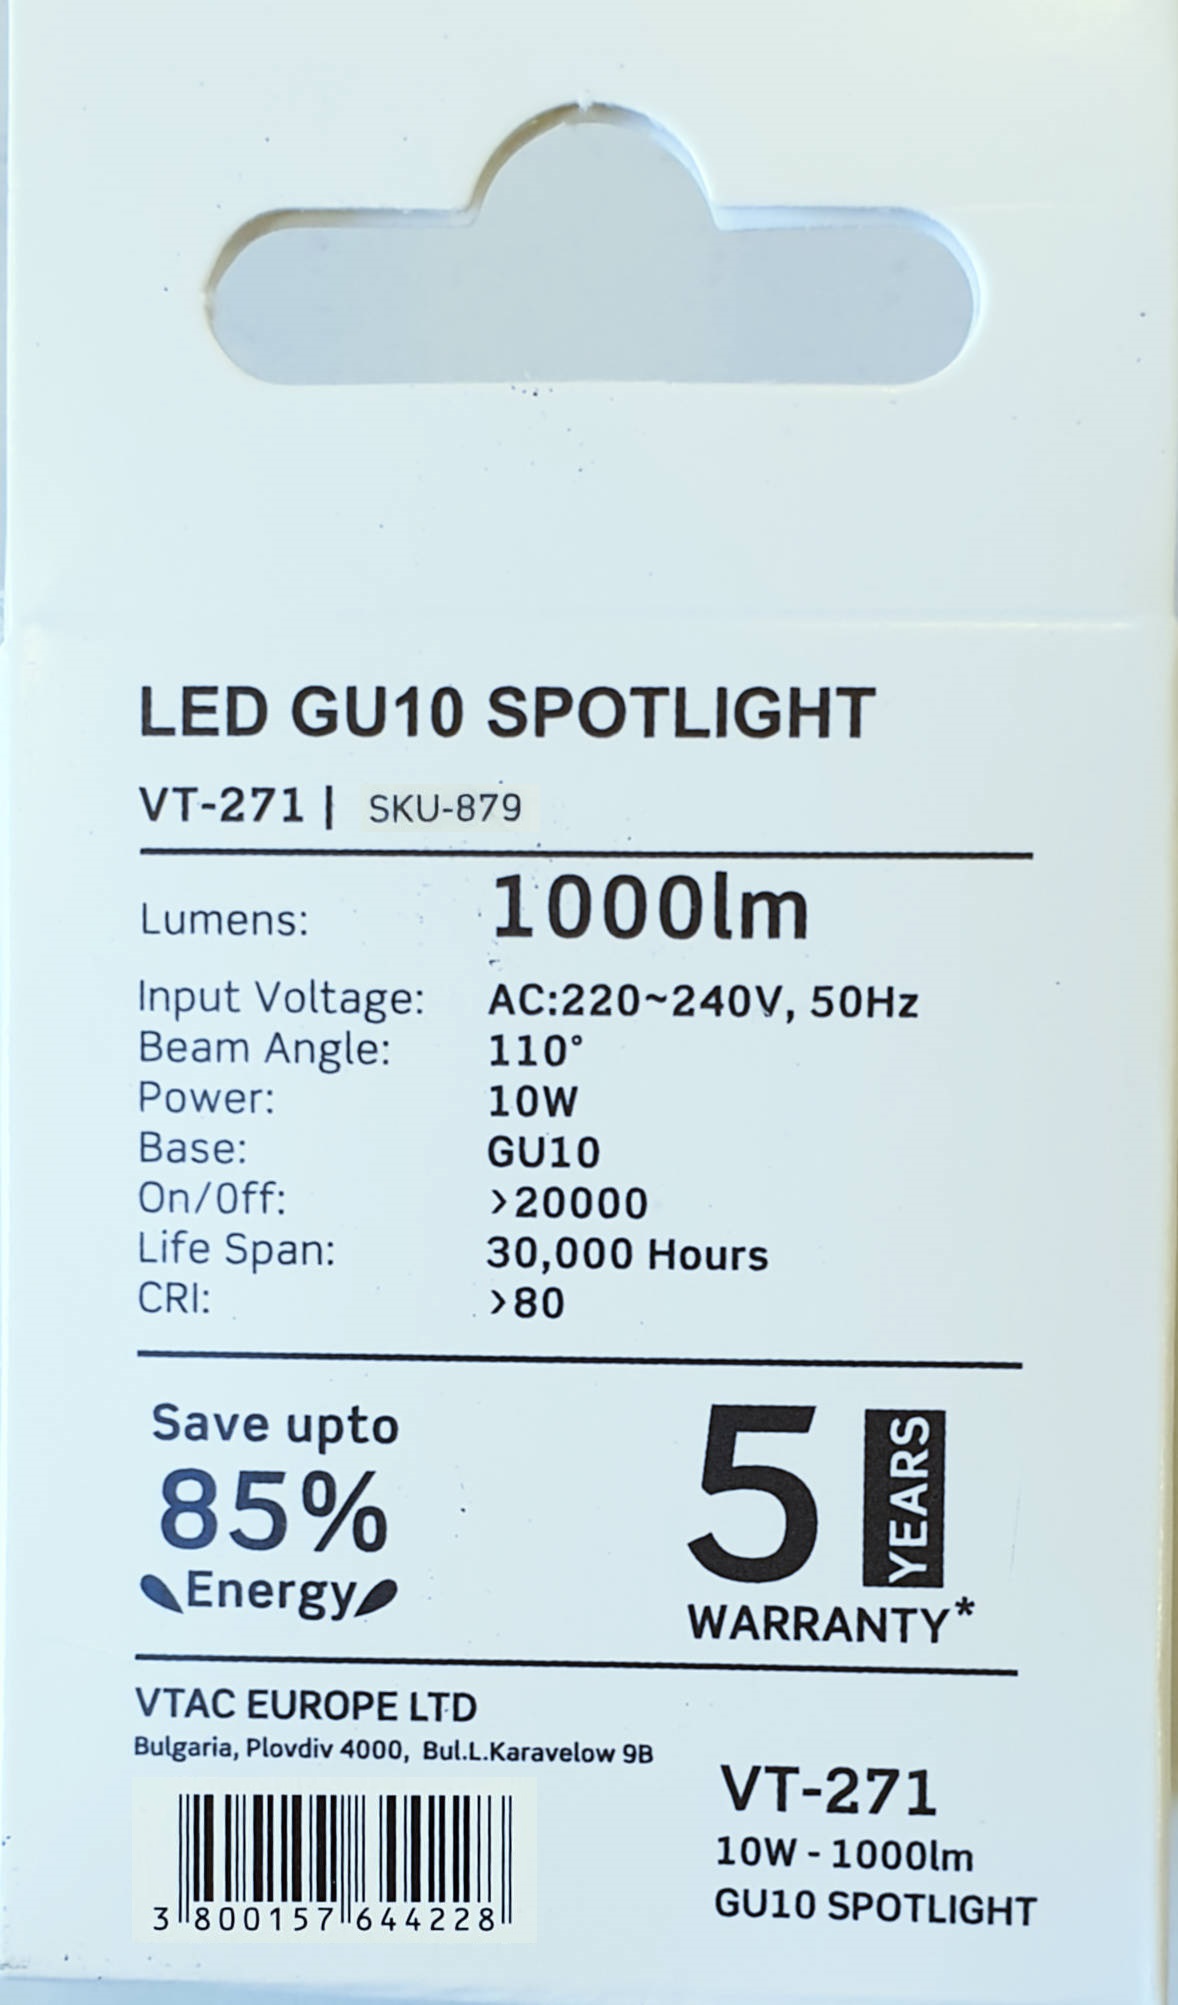 LED GU10 SPOTLIGHT
VT-271 | SKU-879
Lumens: 1000lm
Input Voltage: AC:220~240V, 50Hz
Beam Angle: 110°
Power: 10W
Base: GU10
On/Off: >20000
Life Span: 30,000 Hours
CRI: >80
Save upto
85%
Energy
5 YEARS
WARRANTY*
VTAC EUROPE LTD
Bulgaria, Plovdiv 4000, Bul.L.Karavelow 9B
3 800157 644228
VT-271
10W - 1000lm
GU10 SPOTLIGHT